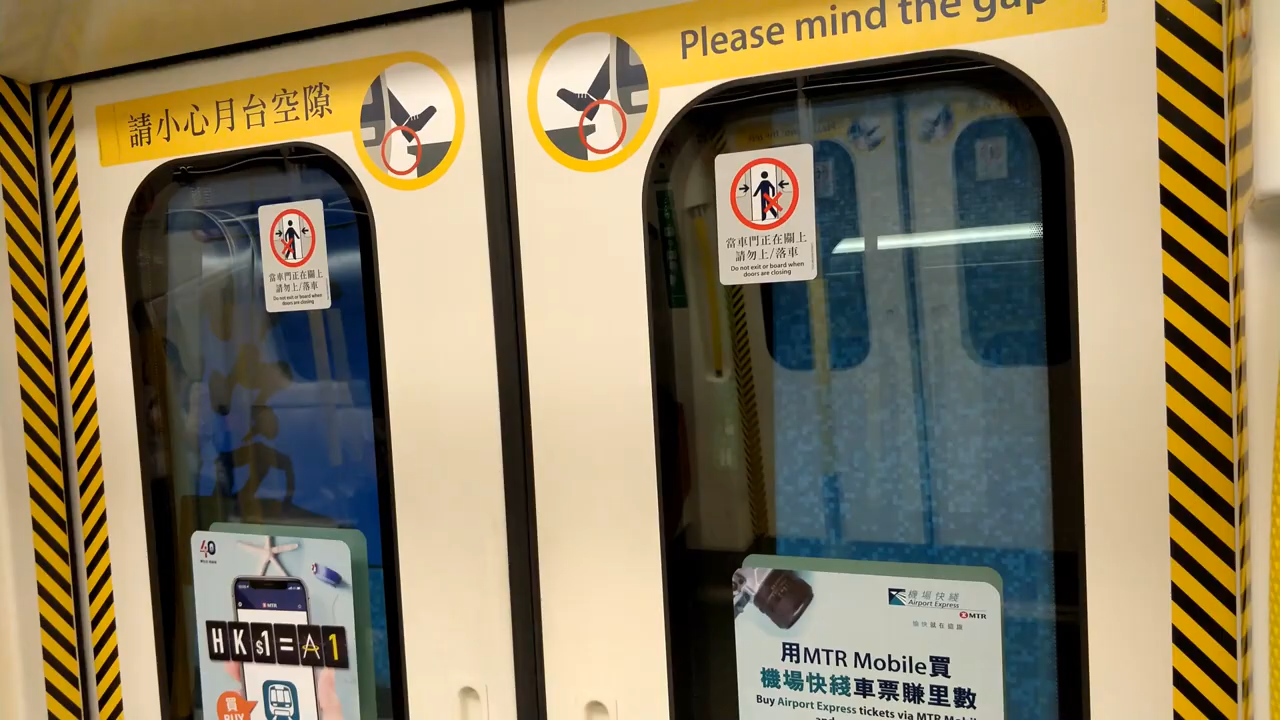 請小心月台空隙
Please mind the gap
當車門正在關上
請勿上/落車
Do not exit or board when
doors are closing
當車門正在關上
請勿上/落車
Do not exit or board when
doors are closing
40
MTR
HK$1=A1
買
BUY
機場快綫
Airport Express
MTR
用MTR Mobile買
機場快綫車票賺里數
Buy Airport Express tickets via MTR Mobil